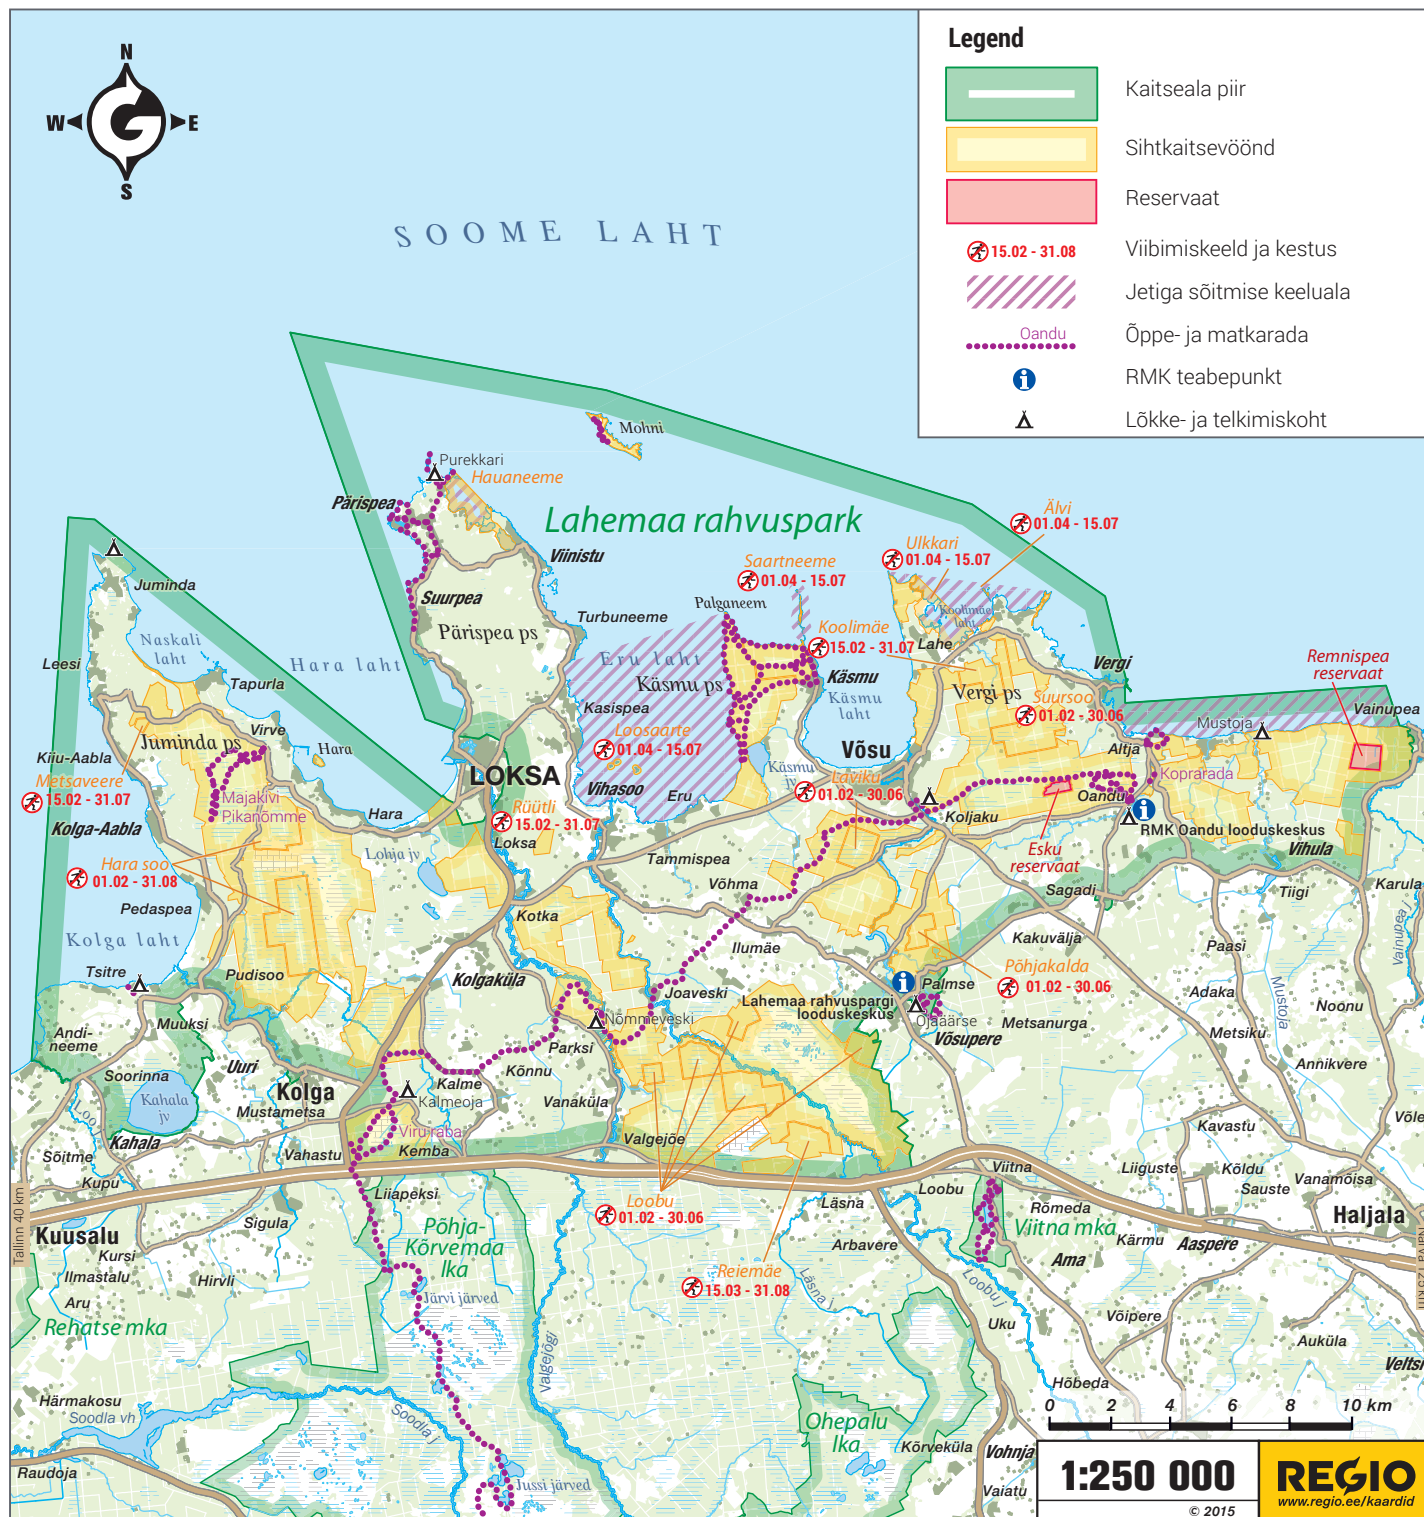 Legend
Kaitseala piir
Sihtkaitsevöönd
Reservaat
15.02 - 31.08
Viibimiskeeld ja kestus
Jetiga sõitmise keeluala
Oandu
Õppe- ja matkarada
RMK teabepunkt
Lõkke- ja telkimiskoht
N
W
E
S
SOOME LAHT
Mohni
Purekkari
Hauaneeme
Pärispea
Lahemaa rahvuspark
Viinistu
Älvi
01.04 - 15.07
Ulkkari
01.04 - 15.07
Saartneeme
01.04 - 15.07
Juminda
Suurpea
Turbuneeme
Palganeem
Koolimäe laht
Pärispea ps
Koolimäe
15.02 - 31.07
Lahe
Naskali laht
Leesi
Hara laht
Eru laht
Käsmu ps
Käsmu
Käsmu laht
Vergi
Remnispea reservaat
Tapurla
Vergi ps
Suursoo
01.02 - 30.06
Vainupea
Kasispea
Virve
Juminda ps
Hara
Kiiu-Aabla
Loosaarte
01.04 - 15.07
Võsu
Altja
Mustoja
Metsaveere
15.02 - 31.07
LOKSA
Käsmu jv
Koprarada
Majakivi
Pikanõmme
Vihasoo
Eru
Laviku
01.02 - 30.06
Oandu
Kolga-Aabla
Hara
Rüütli
15.02 - 31.07
Koljaku
RMK Oandu looduskeskus
Loksa
Esku reservaat
Vihula
Hara soo
01.02 - 31.08
Lohja jv
Tammispea
Võhma
Sagadi
Tiigi
Karula
Pedaspea
Kotka
Kolga laht
Ilumäe
Kakuvälja
Paasi
Vainupea j
Tsitre
Pudisoo
Kolgaküla
Joaveski
Põhjakalda
01.02 - 30.06
Palmse
Adaka
Mustoja
Noonu
Lahemaa rahvuspargi
looduskeskus
Ojaäärse
Metsanurga
Metsiku
Andi-
neeme
Muuksi
Nõmmeveski
Võsupere
Parksi
Uuri
Soorinna
Kolga
Kõnnu
Annikvere
Kahala jv
Kalme
Kalmeoja
Vanaküla
Loo j
Mustametsa
Kahala
Viru raba
Valgejõe
Kavastu
Võle
Sõitme
Vahastu
Kemba
Kupu
Liiapeksi
Viitna
Liiguste
Kõldu
Vanamõisa
Loobu
Sauste
Tallinn 40 km
Loobu
01.02 - 30.06
Läsna
Rõmeda
Haljala
Kuusalu
Sigula
Põhja-
Kõrvemaa
lka
Viitna mka
Kärmu
Aaspere
Kursi
Arbavere
Ama
Ilmastalu
Hirvli
Reiemäe
15.03 - 31.08
Läsna j
Loobu j
Aru
Järvi järved
Rehatse mka
Uku
Võipere
Auküla
Valgejõgi
Veltsi
Härmakosu
Soodla vh
Soodla j
Ohepalu
lka
Hõbeda
0 2 4 6 8 10 km
Kõrveküla
Vohnja
Raudoja
Jussi järved
Vaiatu
1:250 000
© 2015
REGIO
www.regio.ee/kaardid